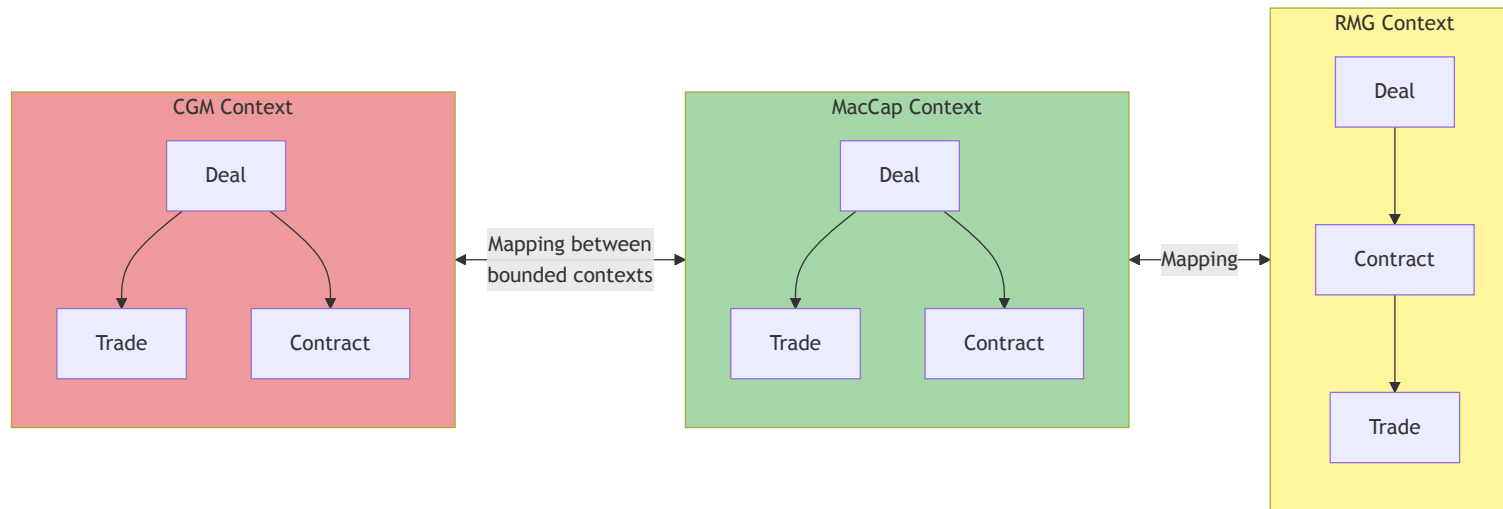 CGM Context
Deal
Trade
Contract
Mapping between
bounded contexts
MacCap Context
Deal
Trade
Contract
Mapping
RMG Context
Deal
Contract
Trade